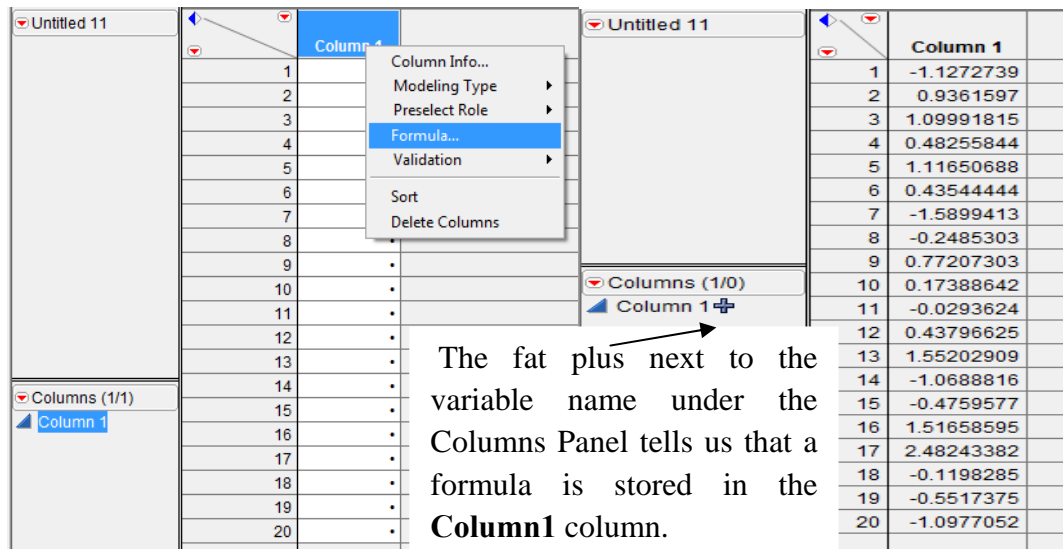 Untitled 11
Column 1
Column Info...
Modeling Type
Preselect Role
Formula...
Validation
Sort
Delete Columns
1
2
3
4
5
6
7
8
9
10
11
12
13
14
15
16
17
18
19
20
Columns (1/1)
Column 1
Untitled 11
Columns (1/0)
Column 1
Column 1
1 -1.1272739
2 0.9361597
3 1.09991815
4 0.48255844
5 1.11650688
6 0.43544444
7 -1.5899413
8 -0.2485303
9 0.77207303
10 0.17388642
11 -0.0293624
12 0.43796625
13 1.55202909
14 -1.0688816
15 -0.4759577
16 1.51658595
17 2.48243382
18 -0.1198285
19 -0.5517375
20 -1.0977052
The fat plus next to the
variable name under the
Columns Panel tells us that a
formula is stored in the
Column1 column.